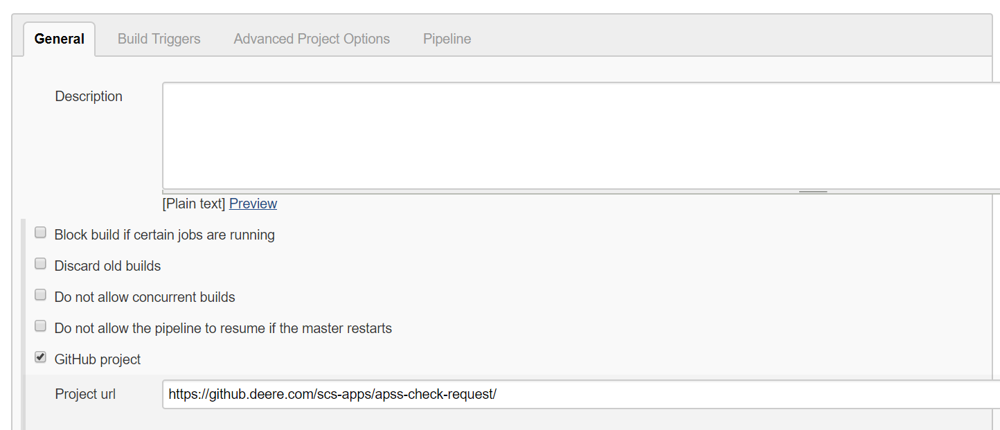 General Build Triggers Advanced Project Options Pipeline
Description
[Plain text] Preview
Block build if certain jobs are running
Discard old builds
Do not allow concurrent builds
Do not allow the pipeline to resume if the master restarts
GitHub project
Project url https://github.deere.com/scs-apps/apss-check-request/